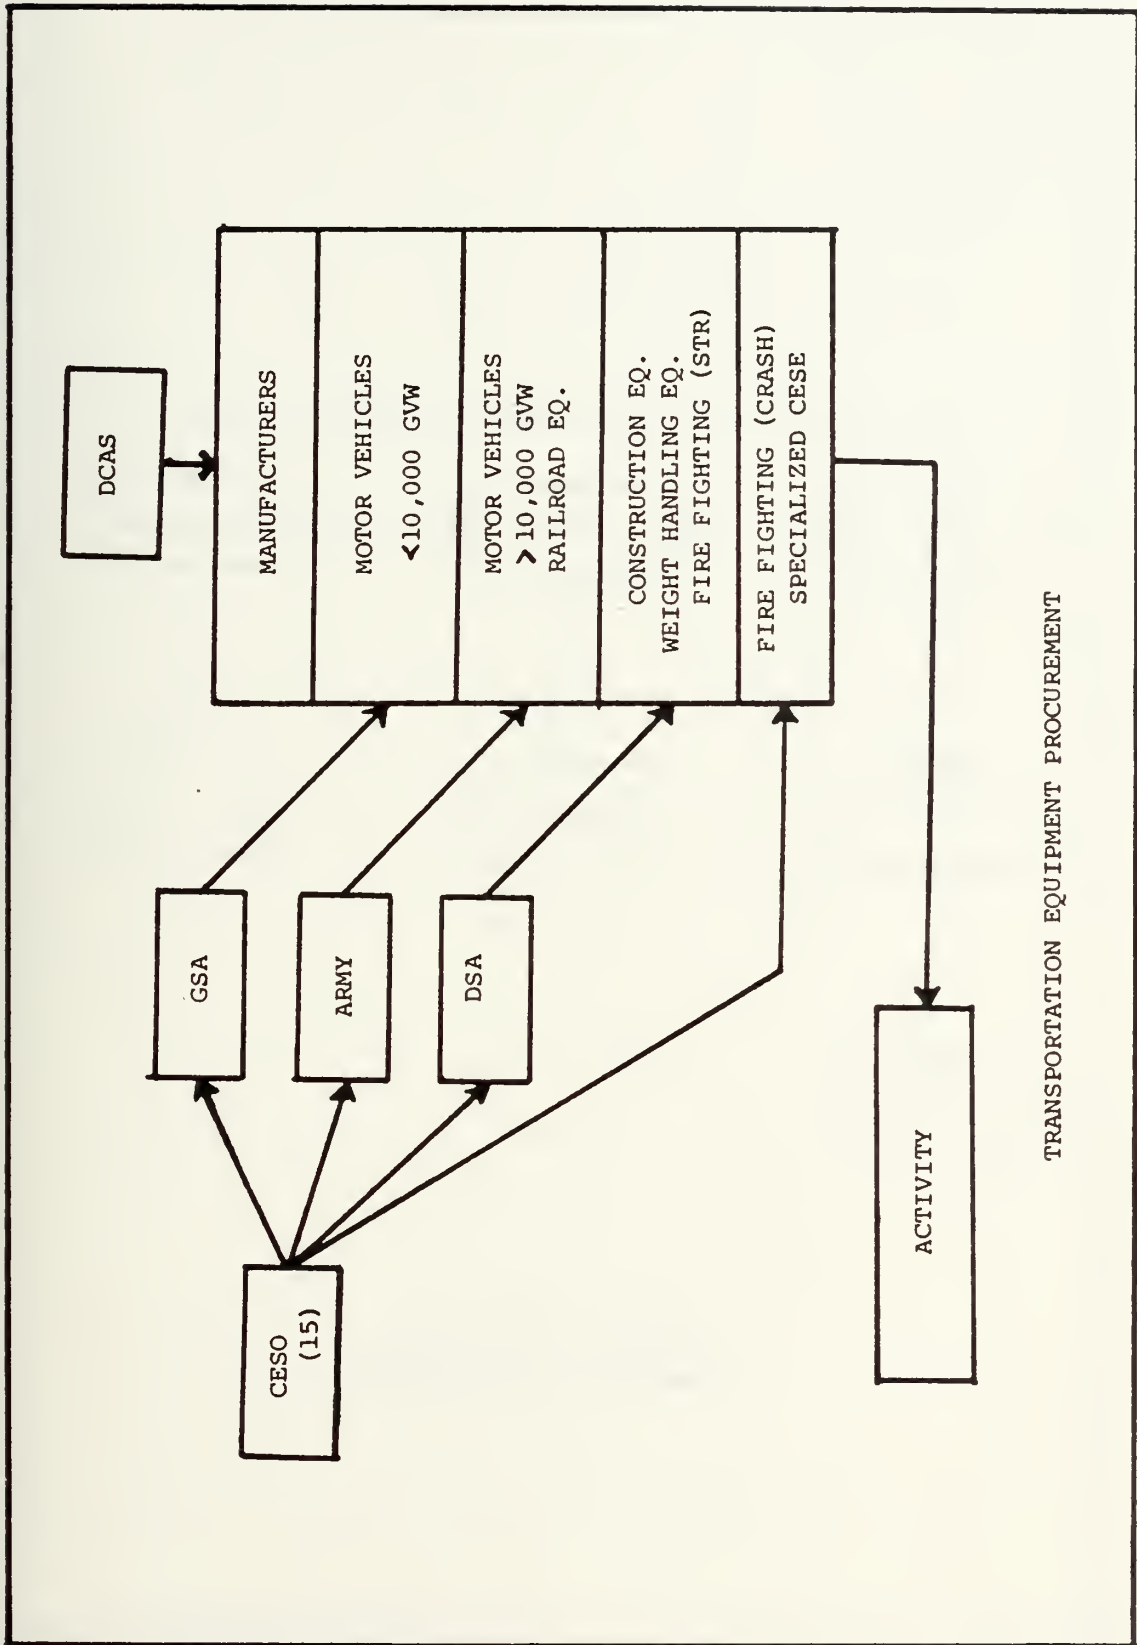 DCAS
MANUFACTURERS
MOTOR VEHICLES
<10,000 GVW
MOTOR VEHICLES
>10,000 GVW
RAILROAD EQ.
CONSTRUCTION EQ.
WEIGHT HANDLING EQ.
FIRE FIGHTING (STR)
FIRE FIGHTING (CRASH)
SPECIALIZED CESE
GSA
ARMY
DSA
CESO
(15)
ACTIVITY
TRANSPORTATION EQUIPMENT PROCUREMENT